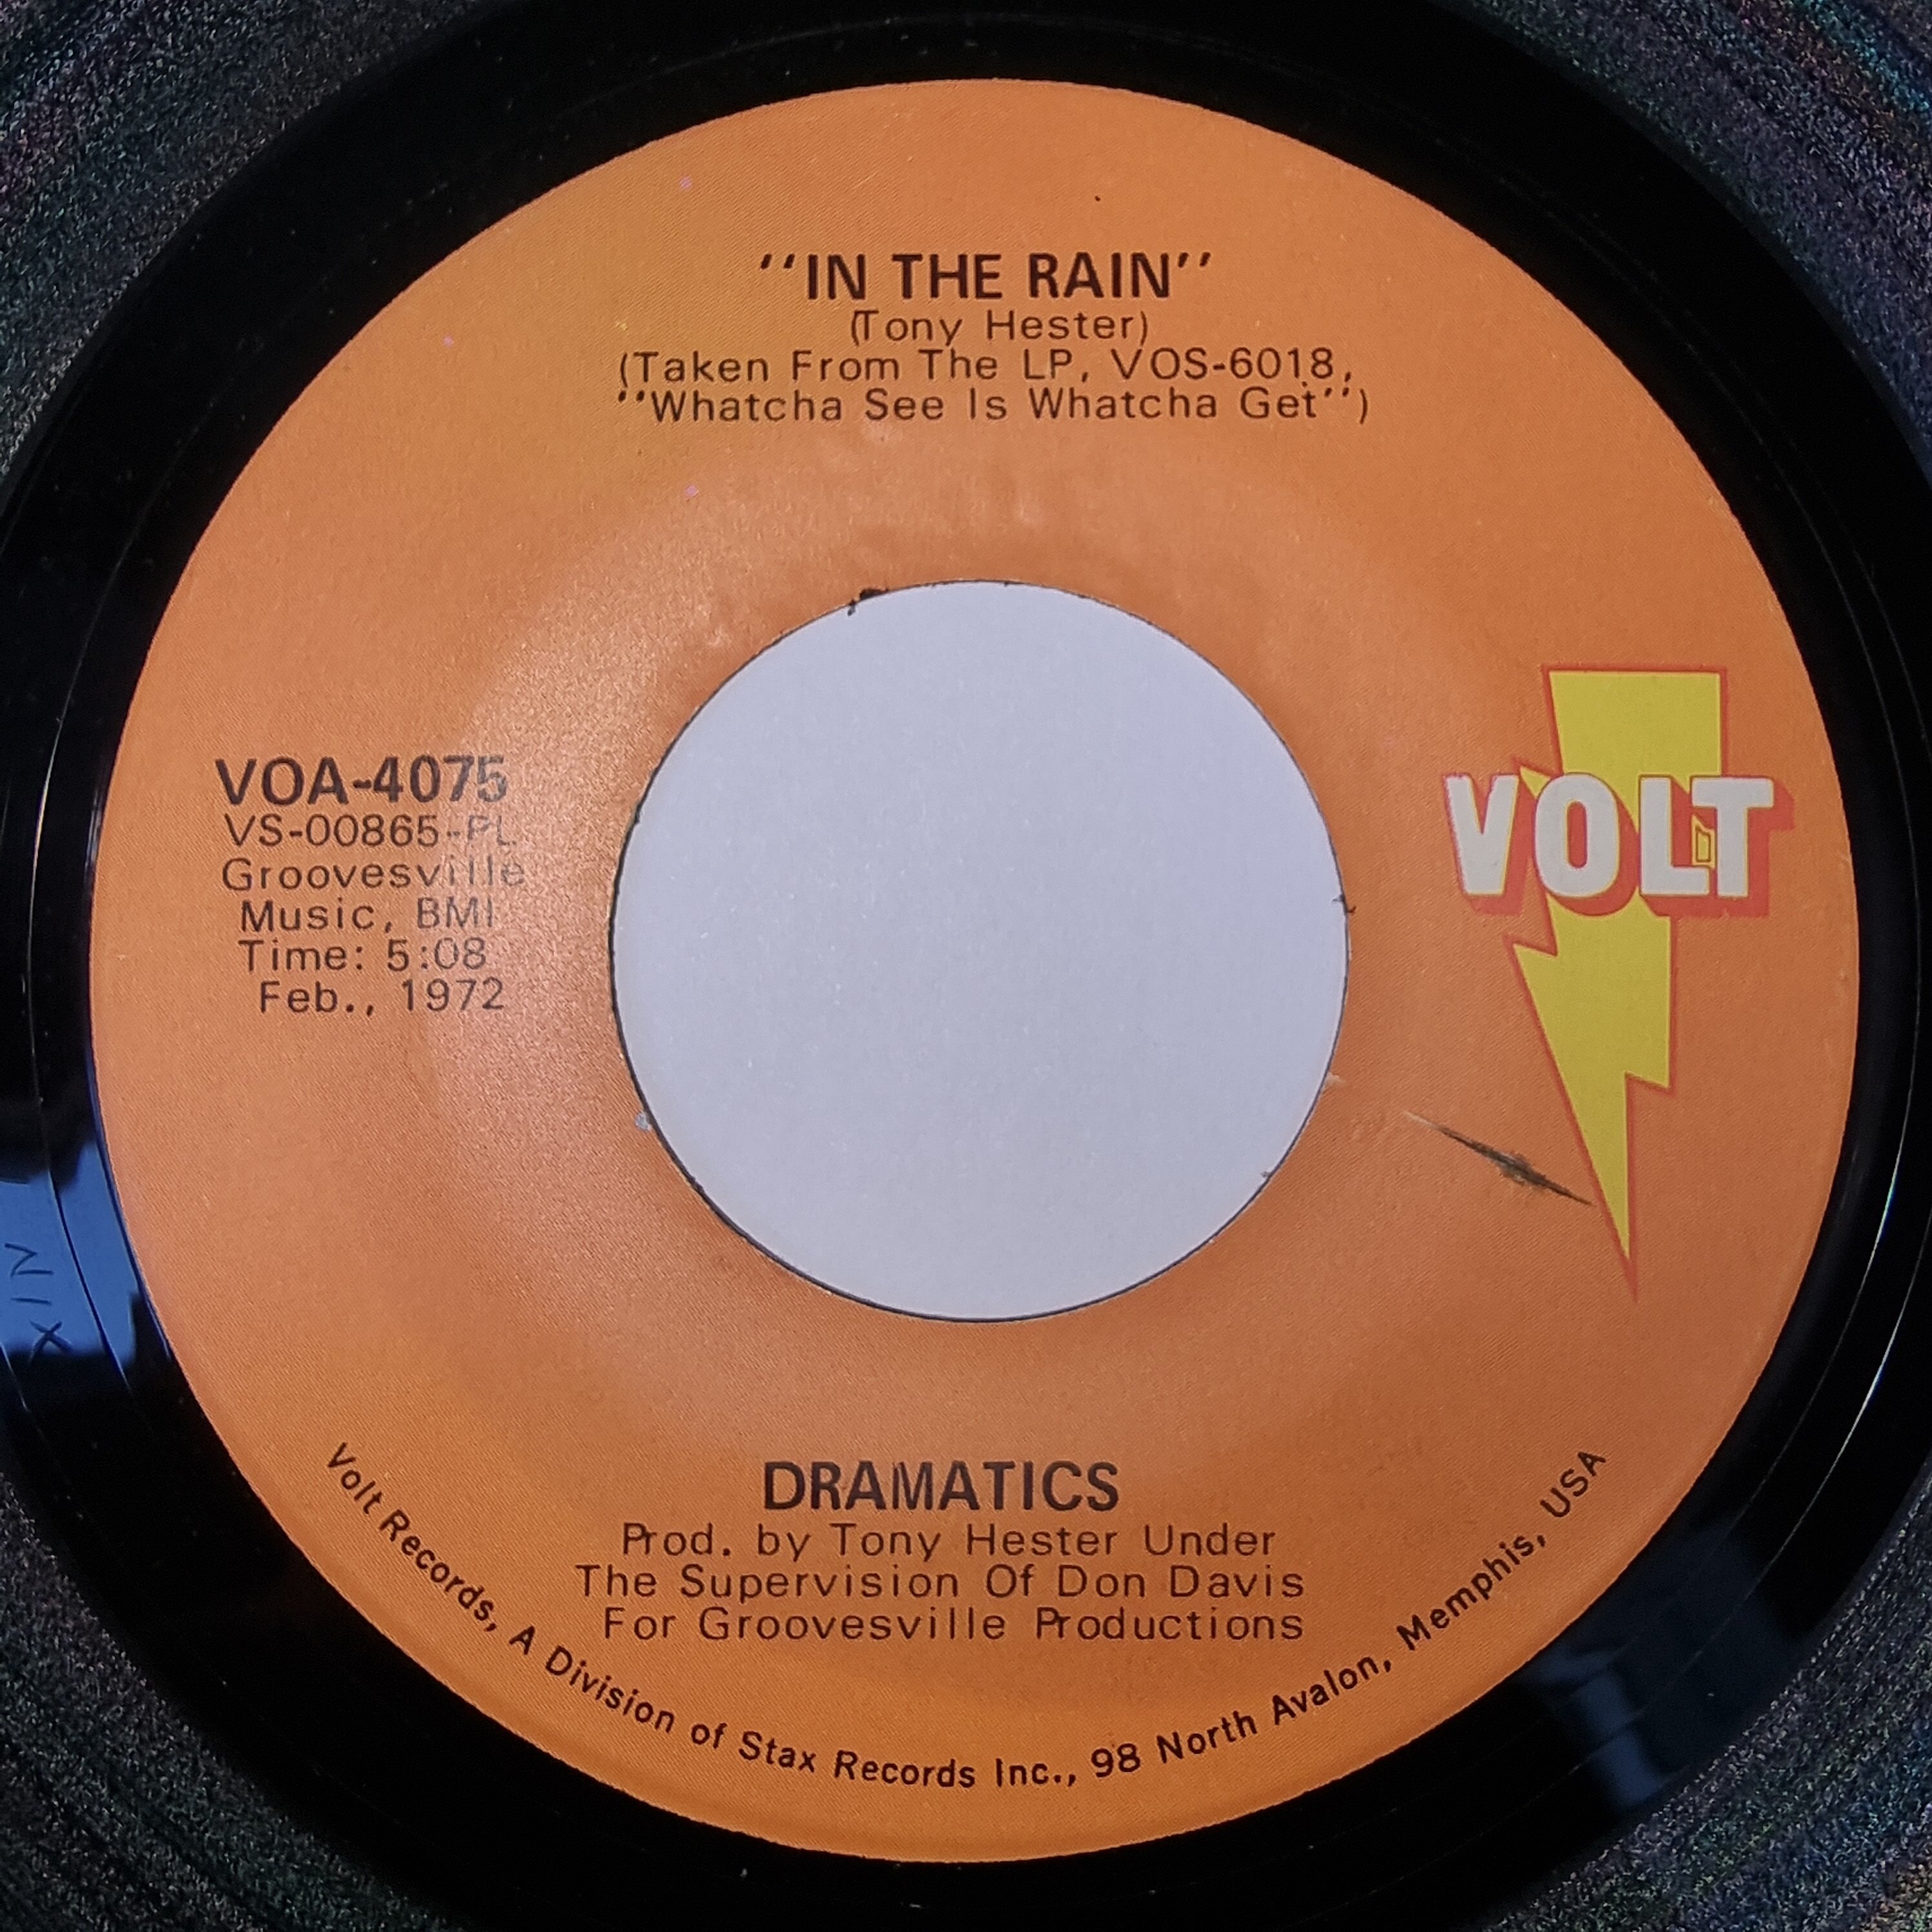 "IN THE RAIN"
(Tony Hester)
(Taken From The LP, VOS-6018,
"Whatcha See Is Whatcha Get")
VOA-4075
VS-00865-PL
Groovesville
Music, BMI
Time: 5:08
Feb., 1972
VOLT
DRAMATICS
Prod. by Tony Hester Under
The Supervision Of Don Davis
For Groovesville Productions
Volt Records, A Division of Stax Records Inc., 98 North Avalon, Memphis, USA